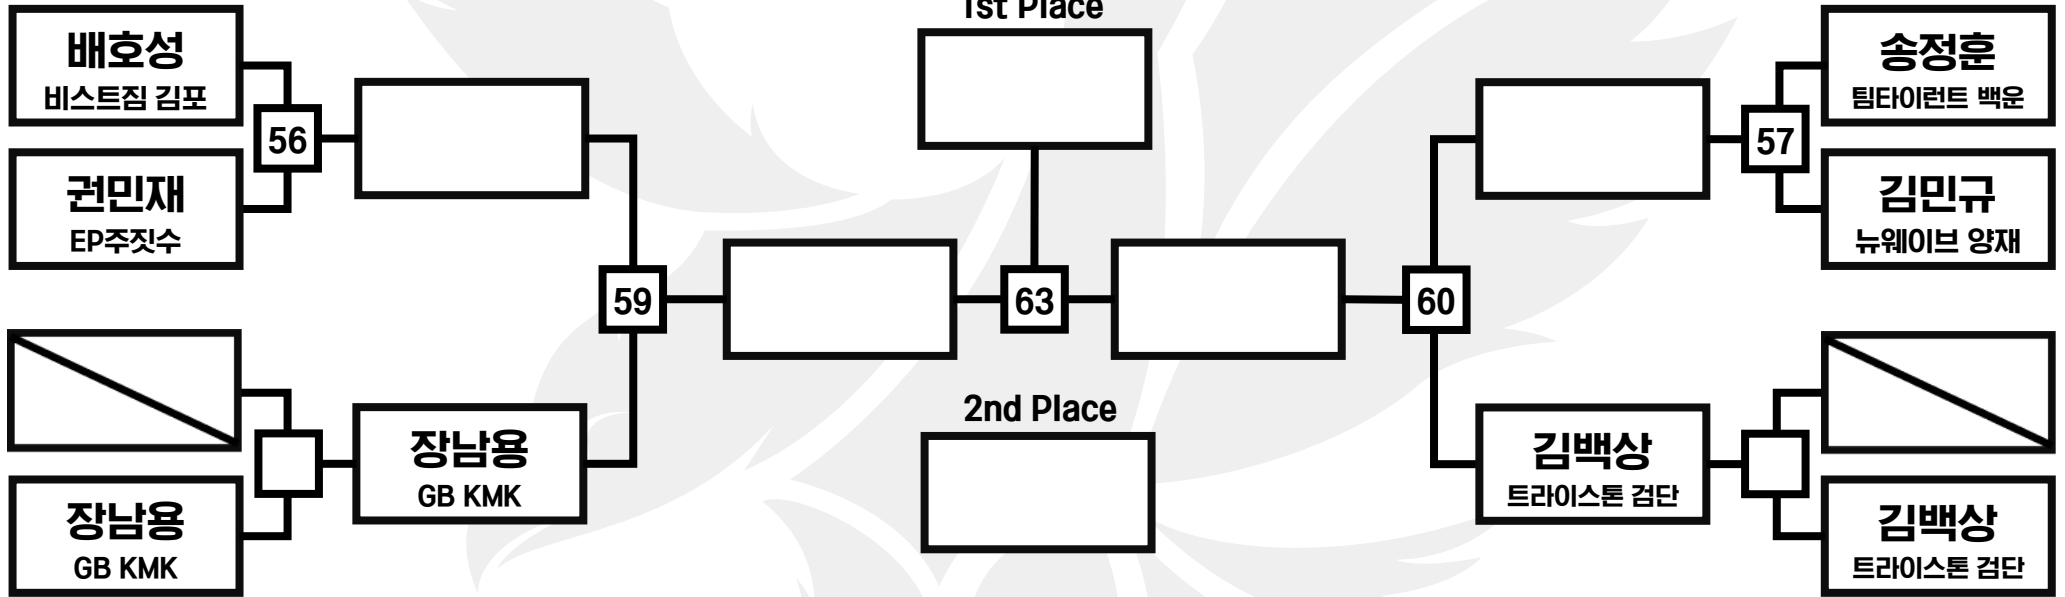 1st Place
배호성
비스트짐 김포
56
권민재
EP주짓수
59
장남용
GB KMK
장남용
GB KMK
63
2nd Place
송정훈
팀타이런트 백운
57
김민규
뉴웨이브 양재
60
김백상
트라이스톤 검단
김백상
트라이스톤 검단